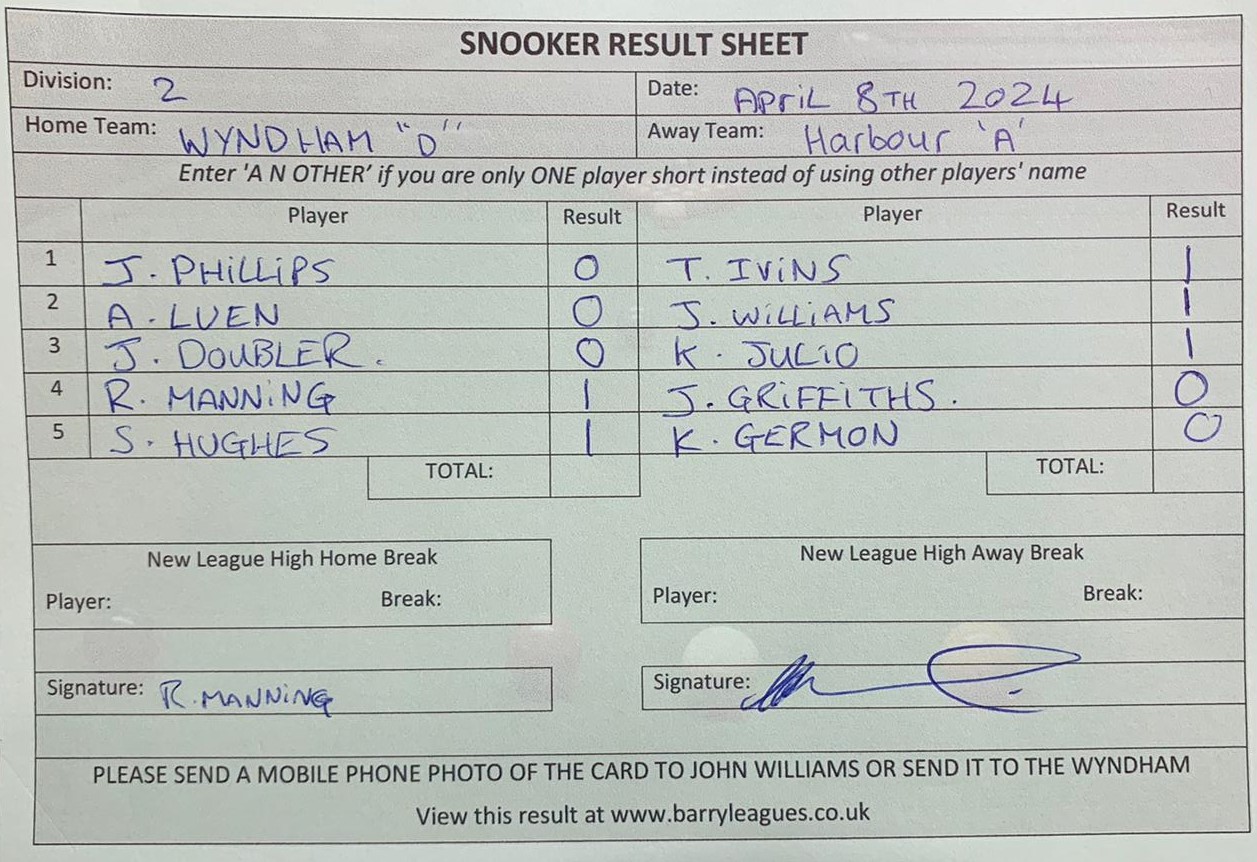 SNOOKER RESULT SHEET
Division: 2 Date: APRiL 8TH 2024
Home Team: WYNDHAM "D" Away Team: Harbour 'A'
Enter 'A N OTHER' if you are only ONE player short instead of using other players' name
Player Result Player Result
1 J. PHiLLiPS 0 T. IViNS 1
2 A. LUEN 0 J. WiLLiAMS 1
3 J. DOUBLER. 0 K. JULiO 1
4 R. MANNiNG 1 J. GRiFFiTHS. 0
5 S. HUGHES 1 K. GERMON 0
TOTAL: TOTAL:
New League High Home Break New League High Away Break
Player: Break: Player: Break:
Signature: R. MANNiNG Signature:
PLEASE SEND A MOBILE PHONE PHOTO OF THE CARD TO JOHN WILLIAMS OR SEND IT TO THE WYNDHAM
View this result at www.barryleagues.co.uk